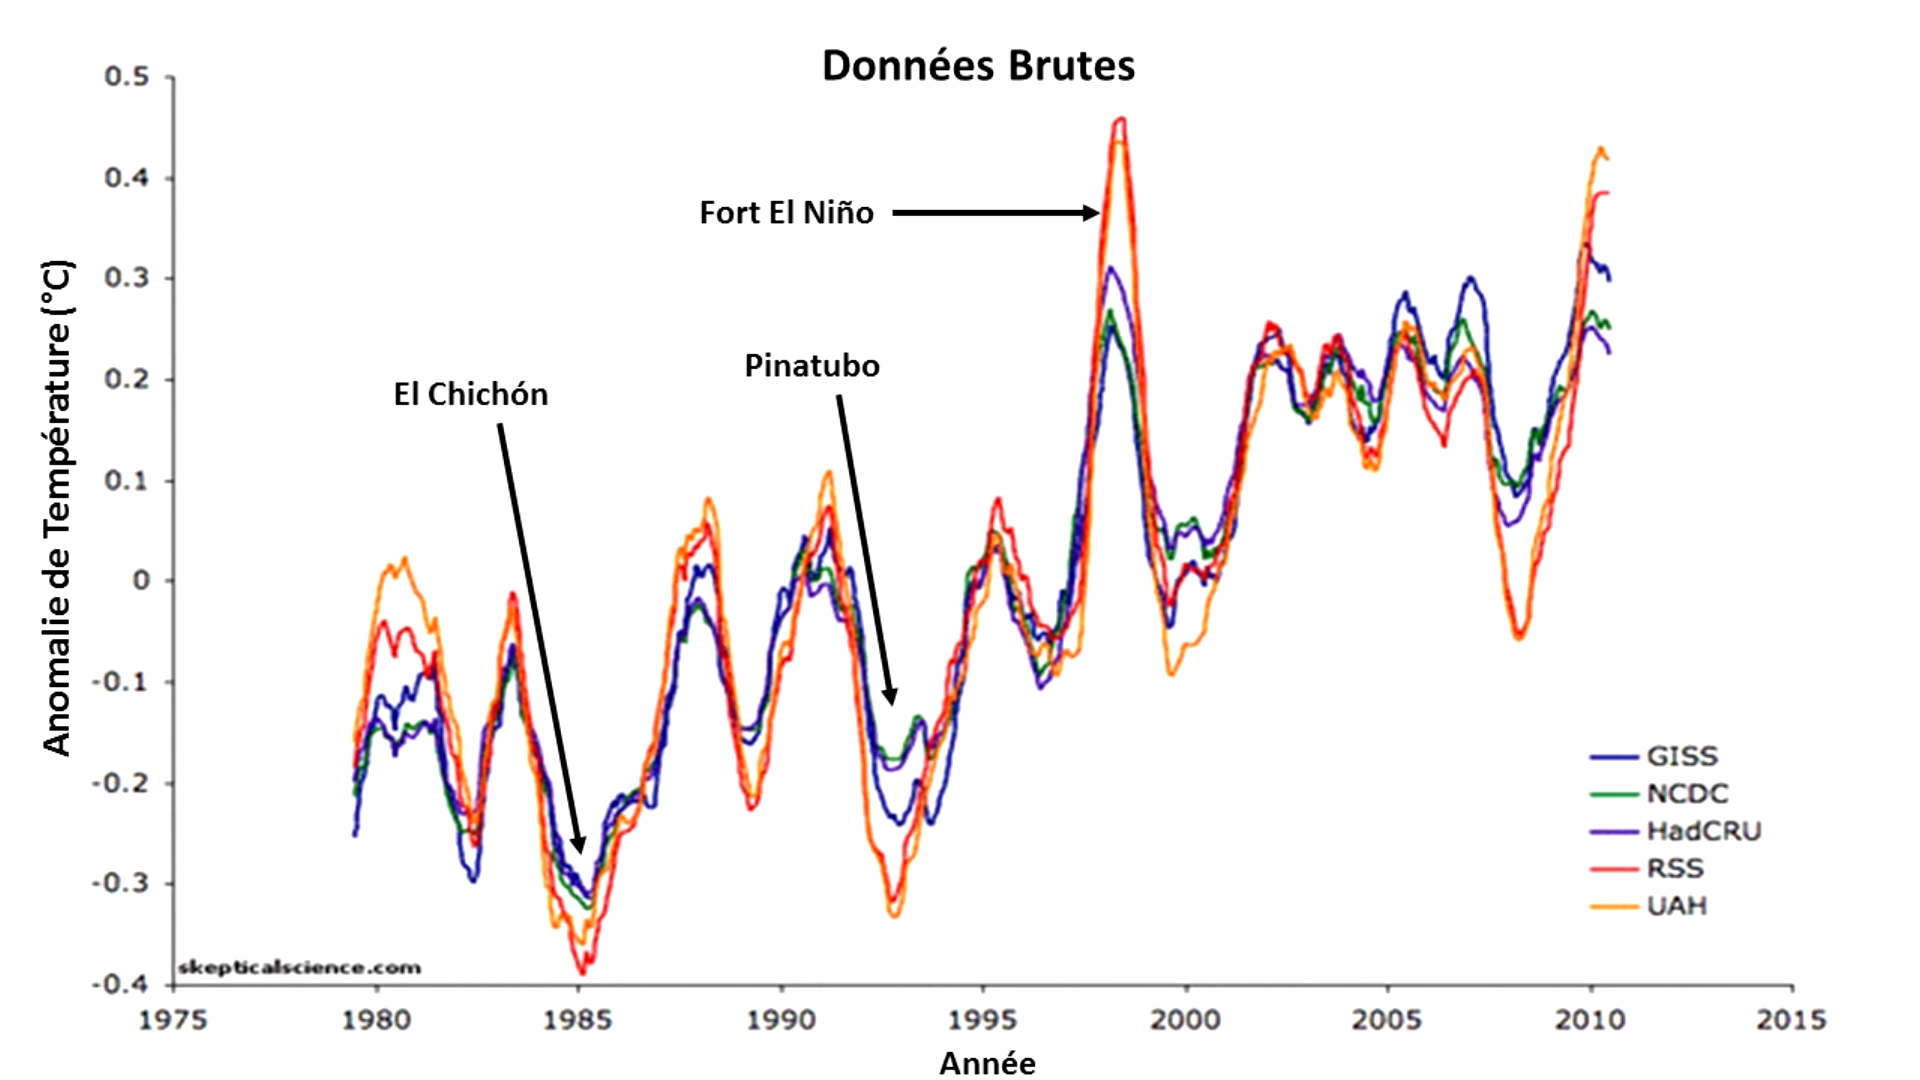 Données Brutes
0.5
0.4
0.3
0.2
0.1
0
-0.1
-0.2
-0.3
-0.4
Anomalie de Température (°C)
Fort El Niño
Pinatubo
El Chichón
GISS
NCDC
HadCRU
RSS
UAH
skepticalscience.com
1975 1980 1985 1990 1995 2000 2005 2010 2015
Année